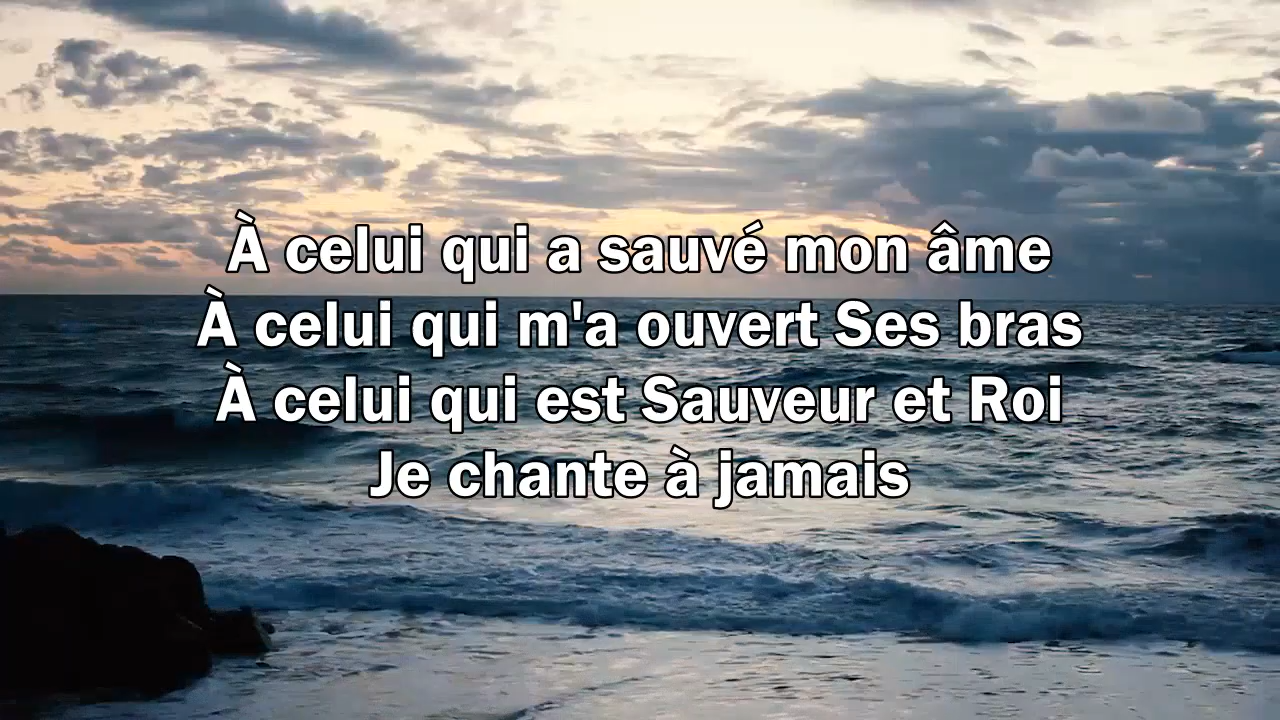 À celui qui a sauvé mon âme
À celui qui m'a ouvert Ses bras
À celui qui est Sauveur et Roi
Je chante à jamais